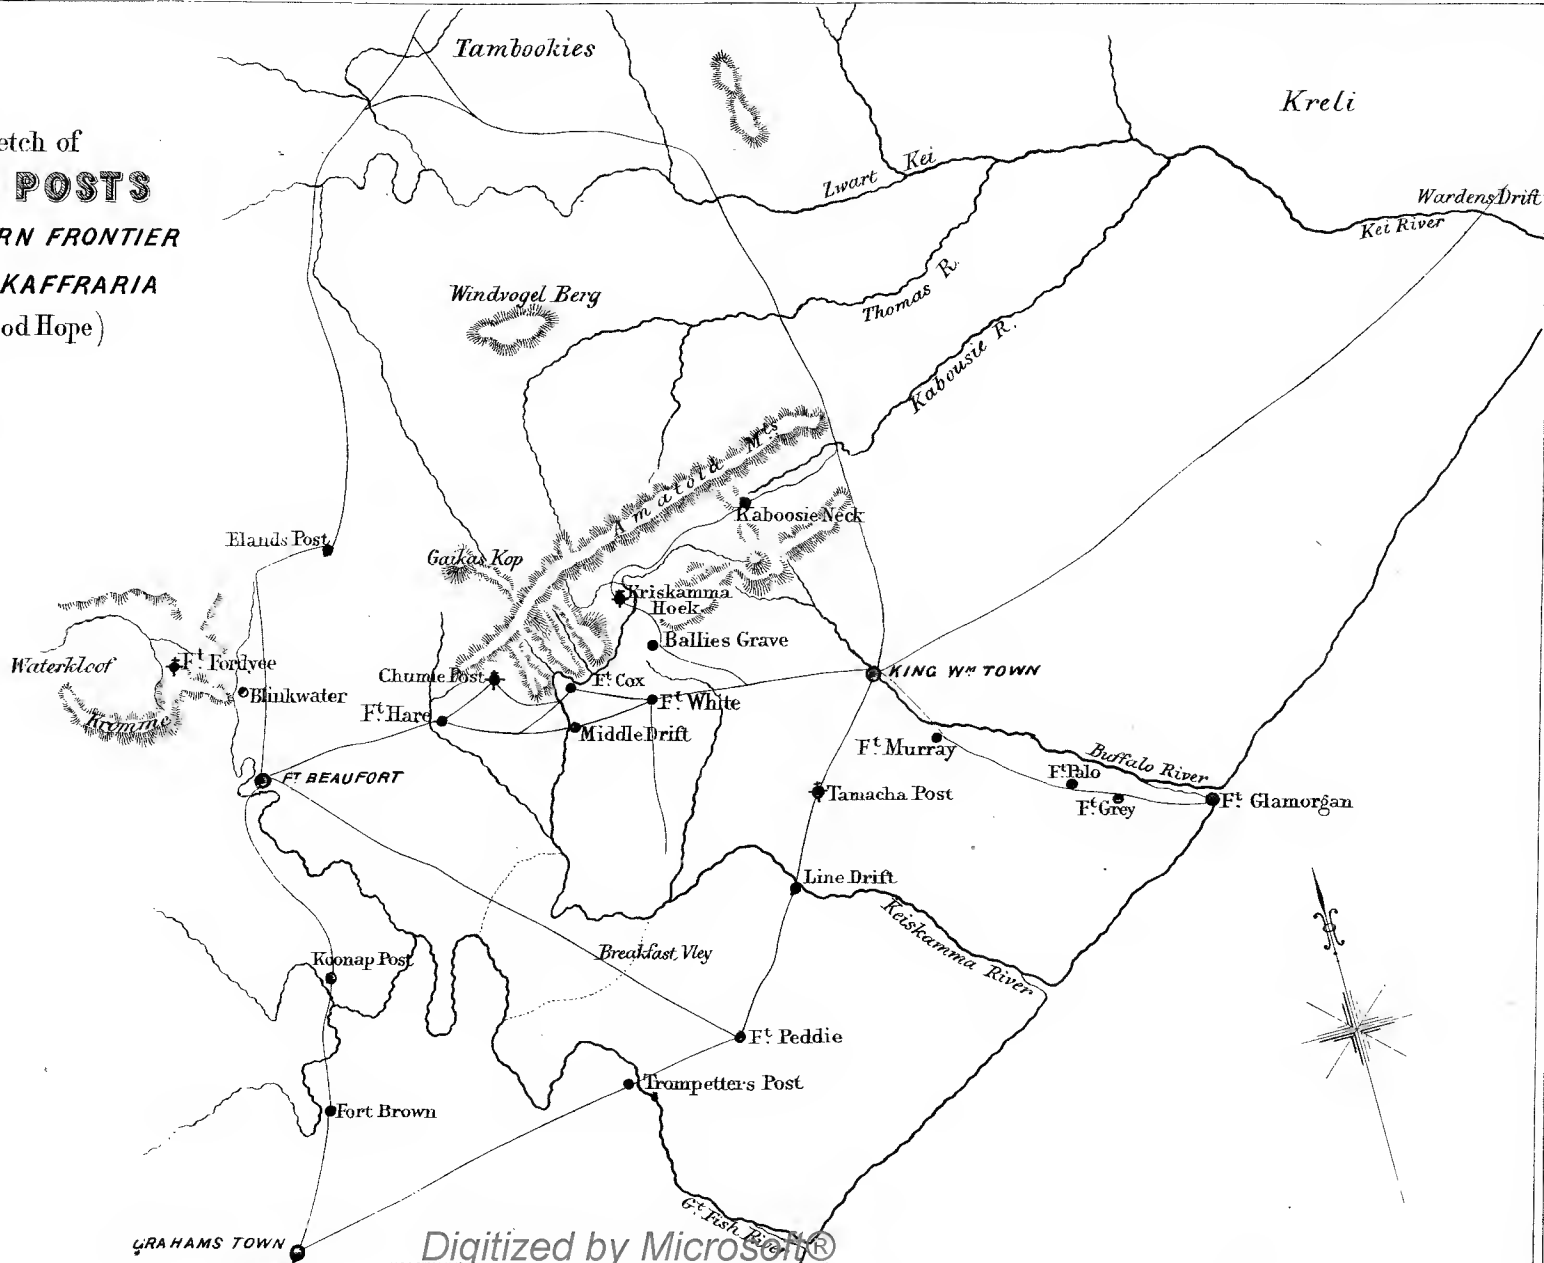 etch of
POSTS
RN FRONTIER
KAFFRARIA
od Hope)
Tambookies
Kreli
Zwart Kei
Wardens Drift
Kei River
Windvogel Berg
Thomas R.
Kabousie R.
Amatola Mts
Kaboosie Neck
Elands Post
Gaikas Kop
Kriskamma
Hoek
Ballies Grave
Waterkloof
Ft. Fordyce
Blinkwater
Kromme
Chumie Post
Ft. Cox
KING Wm TOWN
Ft. Hare
Ft. White
Middle Drift
Ft. Murray
Buffalo River
FT BEAUFORT
Ft. Palo
Ft. Grey
Ft. Glamorgan
Tamacha Post
Line Drift
Keiskamma River
Breakfast Vley
Koonap Post
Ft. Peddie
Trompetters Post
Fort Brown
Gt. Fish River
GRAHAMS TOWN
Digitized by Microsoft®